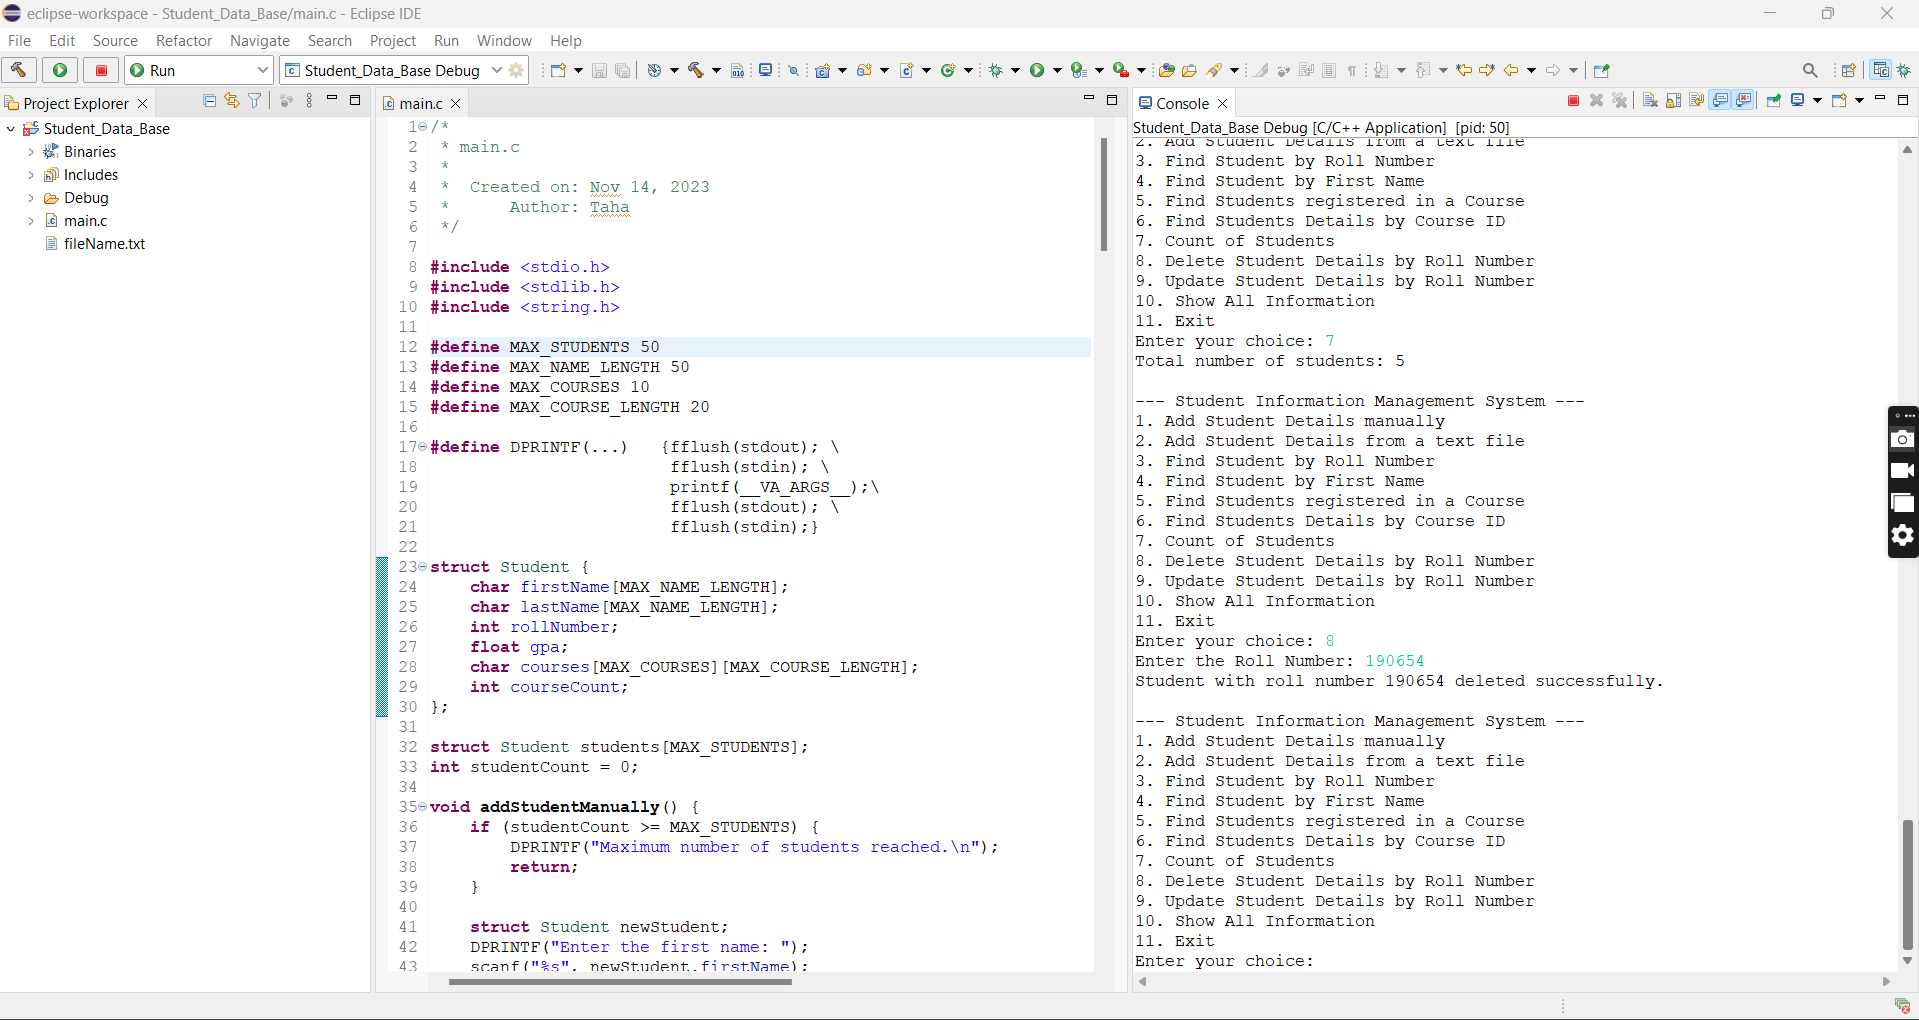 eclipse-workspace - Student_Data_Base/main.c - Eclipse IDE
File Edit Source Refactor Navigate Search Project Run Window Help
Run
Student_Data_Base Debug
Project Explorer
Student_Data_Base
Binaries
Includes
Debug
main.c
fileName.txt
main.c
1 /*
2 * main.c
3 *
4 * Created on: Nov 14, 2023
5 * Author: Taha
6 */
7
8 #include <stdio.h>
9 #include <stdlib.h>
10 #include <string.h>
11
12 #define MAX_STUDENTS 50
13 #define MAX_NAME_LENGTH 50
14 #define MAX_COURSES 10
15 #define MAX_COURSE_LENGTH 20
16
17 #define DPRINTF(...) {fflush(stdout); \
18 fflush(stdin); \
19 printf(__VA_ARGS__);\
20 fflush(stdout); \
21 fflush(stdin);}
22
23 struct Student {
24 char firstName[MAX_NAME_LENGTH];
25 char lastName[MAX_NAME_LENGTH];
26 int rollNumber;
27 float gpa;
28 char courses[MAX_COURSES][MAX_COURSE_LENGTH];
29 int courseCount;
30 };
31
32 struct Student students[MAX_STUDENTS];
33 int studentCount = 0;
34
35 void addStudentManually() {
36 if (studentCount >= MAX_STUDENTS) {
37 DPRINTF("Maximum number of students reached.\n");
38 return;
39 }
40
41 struct Student newStudent;
42 DPRINTF("Enter the first name: ");
43 scanf("%s", newStudent.firstName);
Console
Student_Data_Base Debug [C/C++ Application] [pid: 50]
2. Add Student Details from a text file
3. Find Student by Roll Number
4. Find Student by First Name
5. Find Students registered in a Course
6. Find Students Details by Course ID
7. Count of Students
8. Delete Student Details by Roll Number
9. Update Student Details by Roll Number
10. Show All Information
11. Exit
Enter your choice: 7
Total number of students: 5
--- Student Information Management System ---
1. Add Student Details manually
2. Add Student Details from a text file
3. Find Student by Roll Number
4. Find Student by First Name
5. Find Students registered in a Course
6. Find Students Details by Course ID
7. Count of Students
8. Delete Student Details by Roll Number
9. Update Student Details by Roll Number
10. Show All Information
11. Exit
Enter your choice: 8
Enter the Roll Number: 190654
Student with roll number 190654 deleted successfully.
--- Student Information Management System ---
1. Add Student Details manually
2. Add Student Details from a text file
3. Find Student by Roll Number
4. Find Student by First Name
5. Find Students registered in a Course
6. Find Students Details by Course ID
7. Count of Students
8. Delete Student Details by Roll Number
9. Update Student Details by Roll Number
10. Show All Information
11. Exit
Enter your choice: